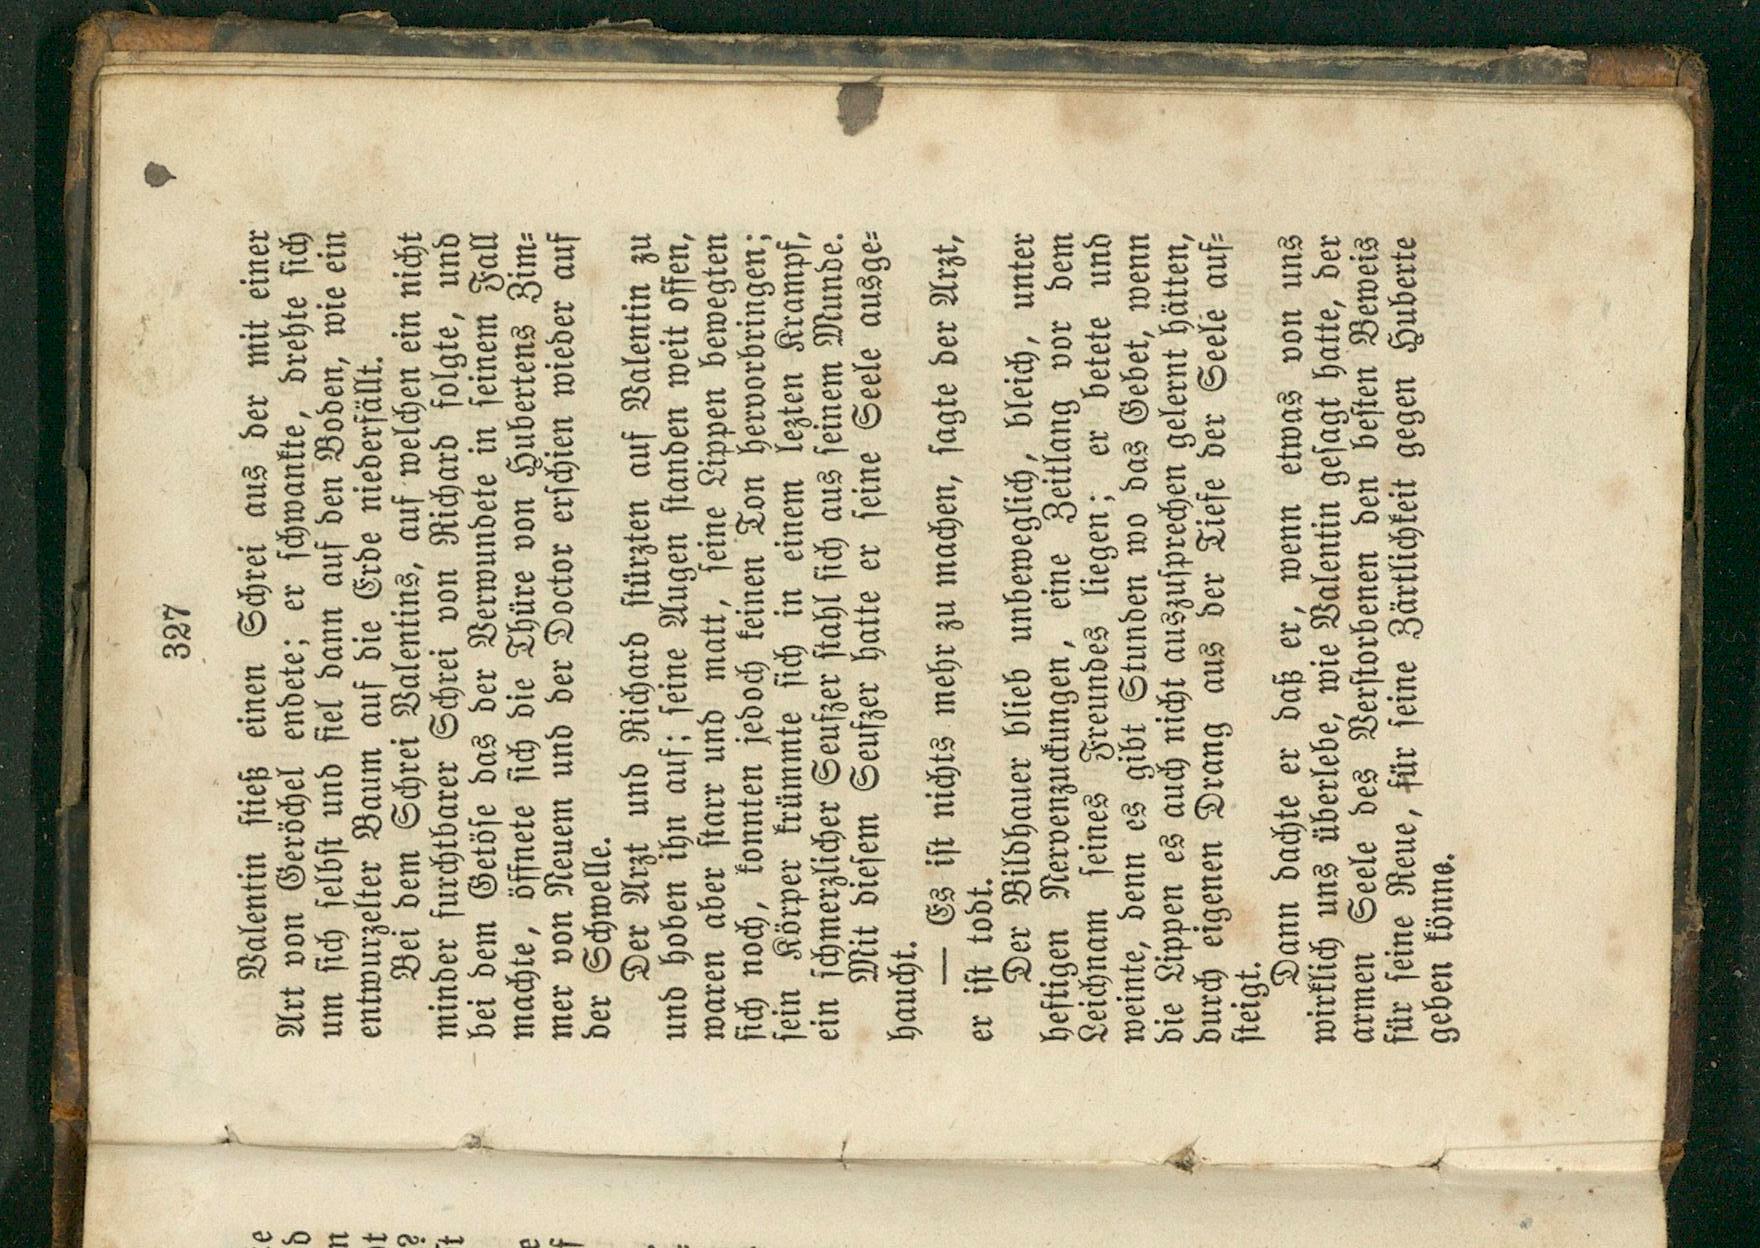 327
Valentin stieß einen Schrei aus der mit einer
Art von Geröchel endete; er schwankte, drehte sich
um sich selbst und fiel dann auf den Boden, wie ein
entwurzelter Baum auf die Erde niederfällt.
Bei dem Schrei Valentins, auf welchen ein nicht
minder furchtbarer Schrei von Richard folgte, und
bei dem Getöse das der Verwundete in seinem Fall
machte, öffnete sich die Thüre von Hubertens Zim-
mer von Neuem und der Doctor erschien wieder auf
der Schwelle.
Der Arzt und Richard stürzten auf Valentin zu
und hoben ihn auf; seine Augen standen weit offen,
waren aber starr und matt, seine Lippen bewegten
sich noch, konnten jedoch keinen Ton hervorbringen;
sein Körper krümmte sich in einem lezten Krampf,
ein schmerzlicher Seufzer stahl sich aus seinem Munde.
Mit diesem Seufzer hatte er seine Seele ausge-
haucht.
— Es ist nichts mehr zu machen, sagte der Arzt,
er ist todt.
Der Bildhauer blieb unbeweglich, bleich, unter
heftigen Nervenzuckungen, eine Zeitlang vor dem
Leichnam seines Freundes liegen; er betete und
weinte, denn es gibt Stunden wo das Gebet, wenn
die Lippen es auch nicht auszusprechen gelernt hätten,
durch eigenen Drang aus der Tiefe der Seele auf-
steigt.
Dann dachte er daß er, wenn etwas von uns
wirklich uns überlebe, wie Valentin gesagt hatte, der
armen Seele des Verstorbenen den besten Beweis
für seine Reue, für seine Zärtlichkeit gegen Huberte
geben könne.